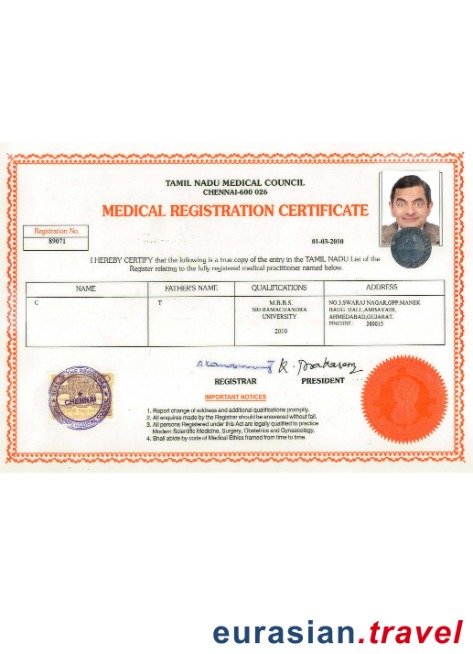 TAMIL NADU MEDICAL COUNCIL
CHENNAI-600 026
MEDICAL REGISTRATION CERTIFICATE
Registration No.
89071
01-03-2010
I HEREBY CERTIFY that the following is a true copy of the entry in the TAMIL NADU List of the
Register relating to the fully registered medical practitioner named below.
NAME FATHER'S NAME QUALIFICATIONS ADDRESS
C T M.B.B.S. NO.3,SWARAJ NAGAR,OPP.MANEK
SRI RAMACHANDRA BAUG HALL,AMBAVADI,
UNIVERSITY AHMEDABAD,GUJARAT.
2010 PINCODE: 380015
REGISTRAR PRESIDENT
CHENNAI
IMPORTANT NOTICES
1. Report change of address and additional qualifications promptly.
2. All enquires made by the Registrar should be answered without fail.
3. All persons Registered under this Act are legally qualified to practice
Modern Scientific Medicine, Surgery, Obstetrics and Gynaecology.
4. Shall abide by code of Medical Ethics framed from time to time.
eurasian.travel